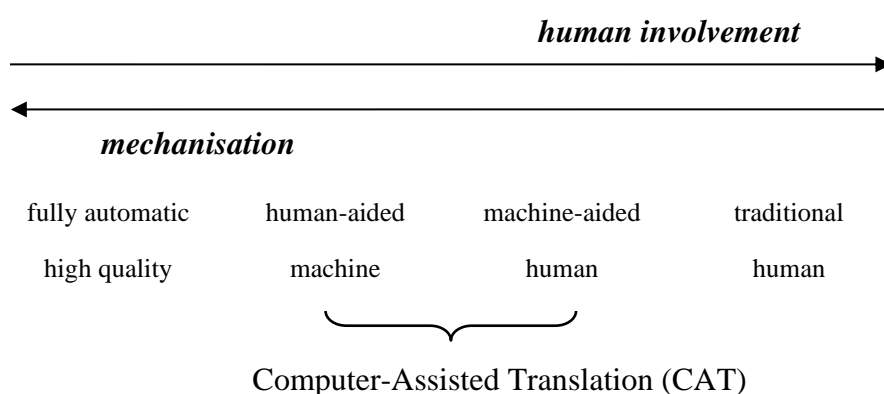 human involvement
mechanisation
fully automatic human-aided machine-aided traditional
high quality machine human human
Computer-Assisted Translation (CAT)